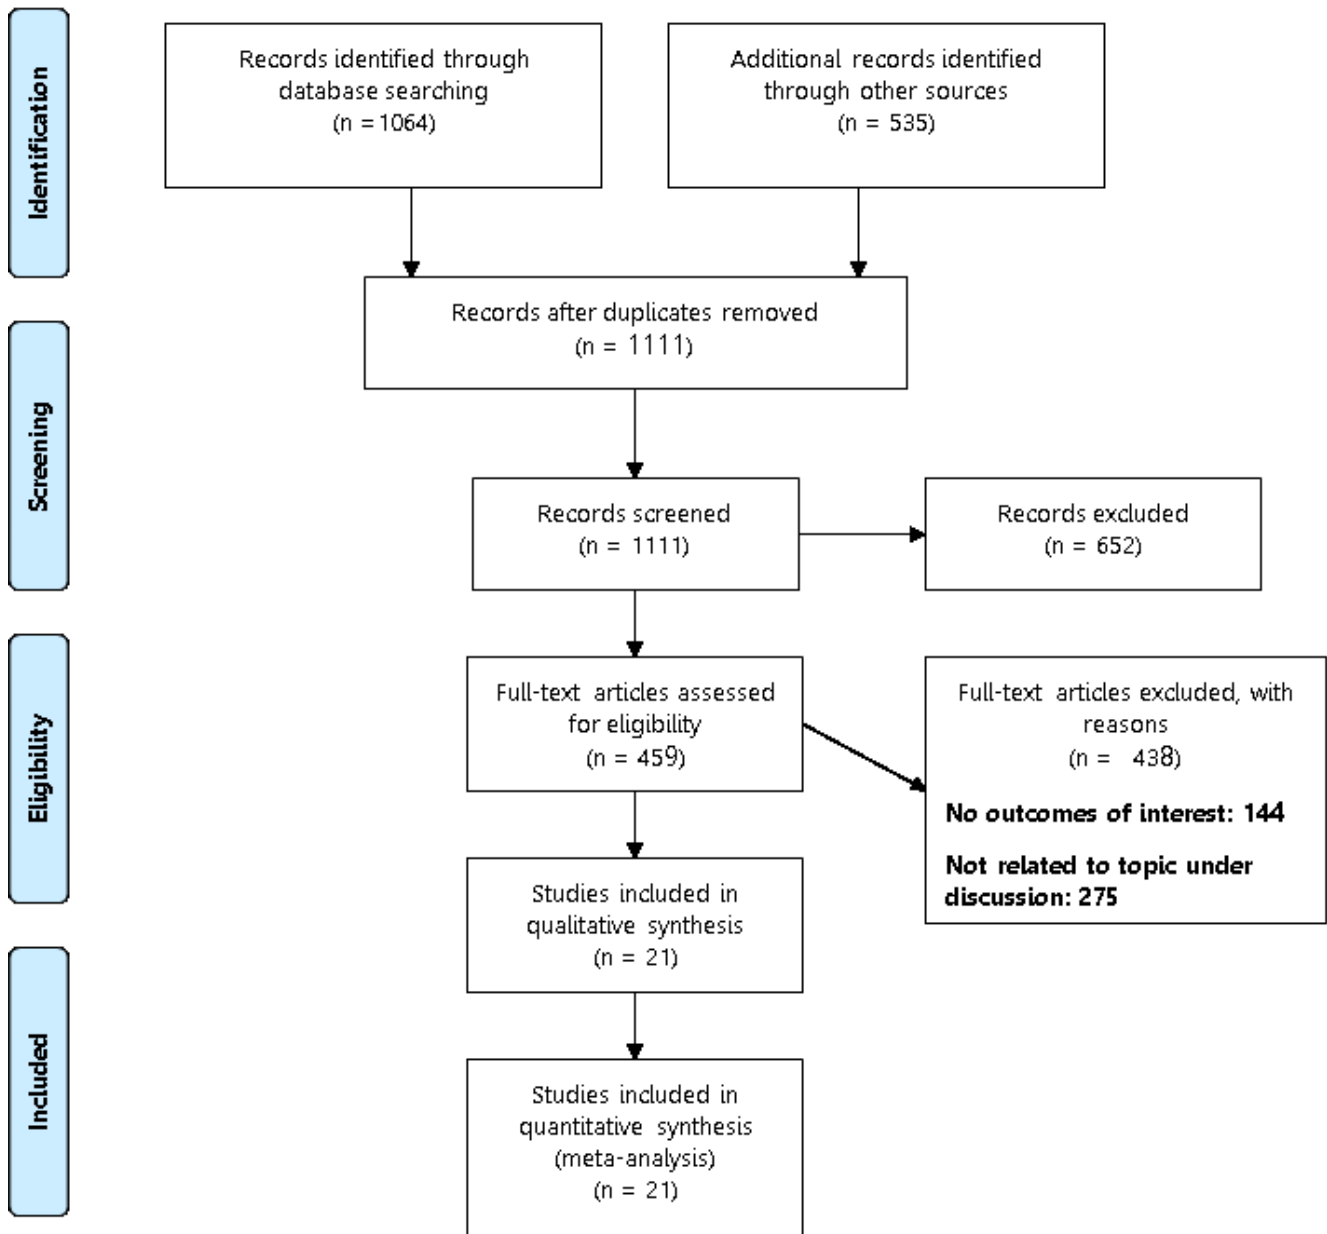 Identification
Records identified through
database searching
(n = 1064)
Additional records identified
through other sources
(n = 535)
Records after duplicates removed
(n = 1111)
Screening
Records screened
(n = 1111)
Records excluded
(n = 652)
Eligibility
Full-text articles assessed
for eligibility
(n = 459)
Full-text articles excluded, with
reasons
(n = 438)
No outcomes of interest: 144
Not related to topic under
discussion: 275
Studies included in
qualitative synthesis
(n = 21)
Included
Studies included in
quantitative synthesis
(meta-analysis)
(n = 21)